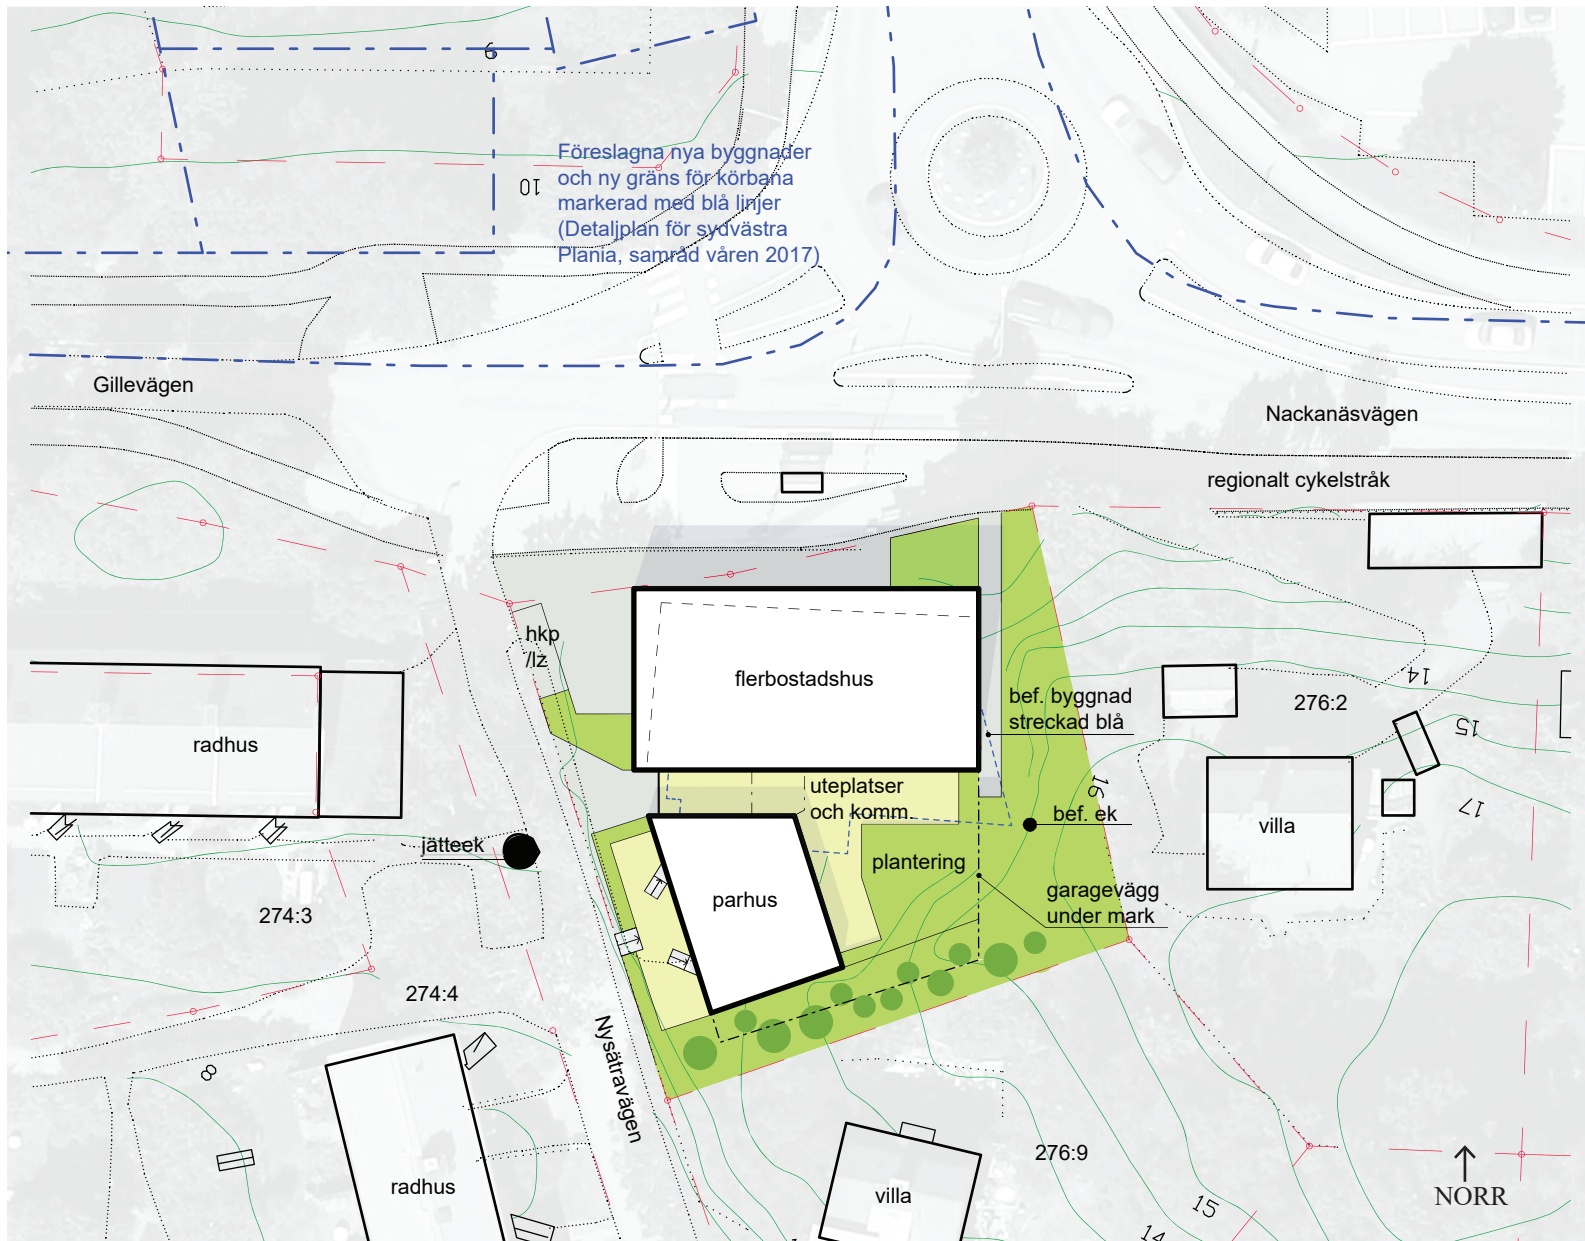 6
Föreslagna nya byggnader
och ny gräns för körbana
markerad med blå linjer
(Detaljplan för sydvästra
Plania, samråd våren 2017)
10
Gillevägen
Nackanäsvägen
regionalt cykelstråk
hkp
/lz
flerbostadshus
bef. byggnad
streckad blå
14
276:2
15
radhus
uteplatser
och komm.
16
bef. ek
17
villa
jätteek
plantering
garagevägg
under mark
parhus
274:3
274:4
Nysätravägen
8
276:9
radhus
villa
15
14
NORR